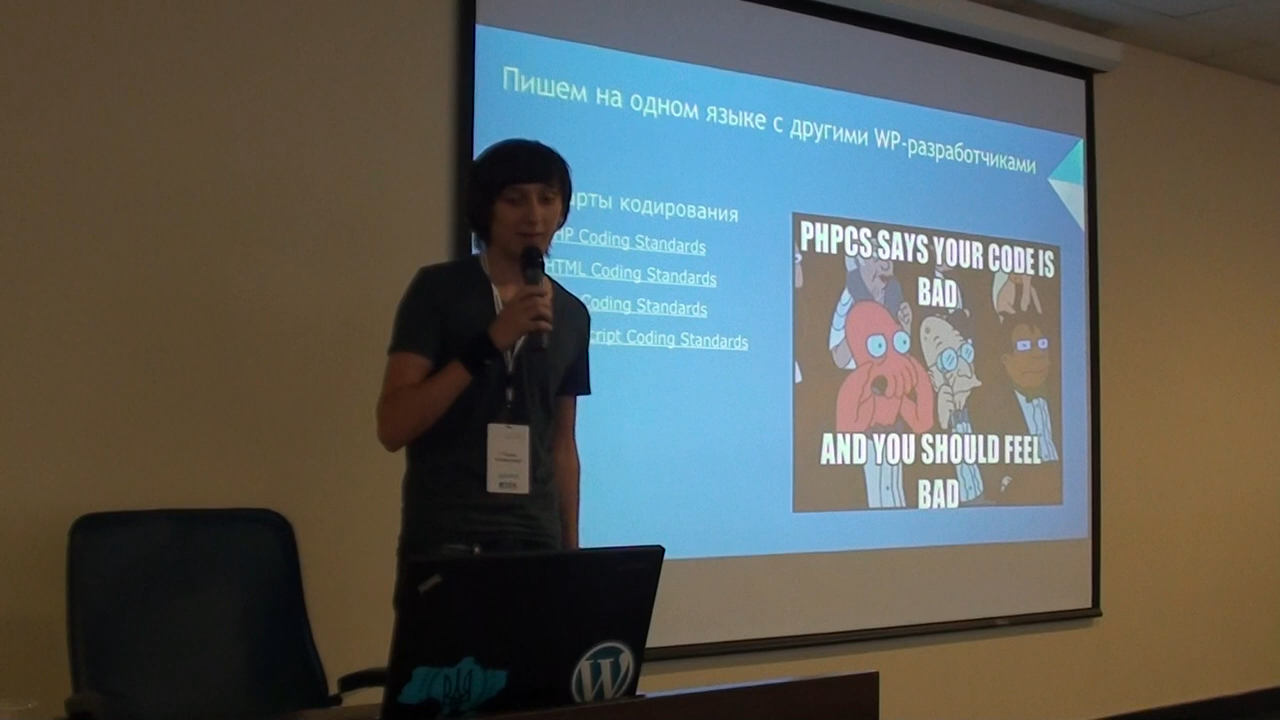 Пишем на одном языке с другими WP-разработчиками
арты кодирования
HP Coding Standards
HTML Coding Standards
Coding Standards
cript Coding Standards
PHPCS SAYS YOUR CODE IS
BAD
AND YOU SHOULD FEEL
BAD
W